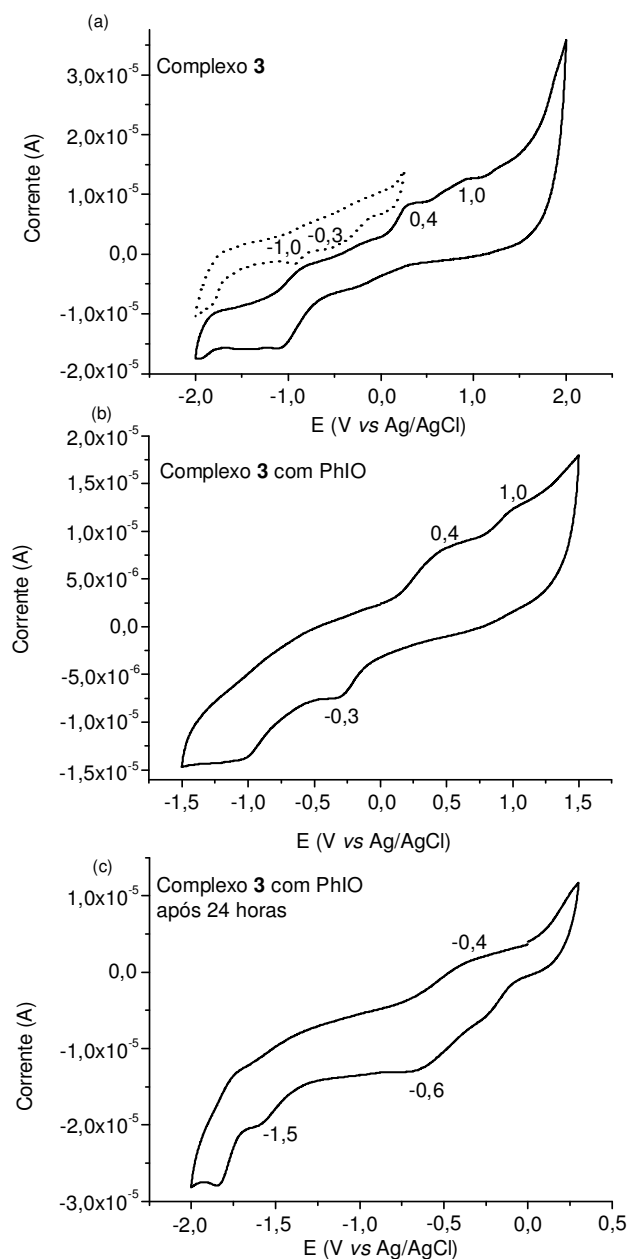 (a)
Complexo 3
3,0x10-5
2,0x10-5
1,0x10-5
0,0
-1,0x10-5
-2,0x10-5
Corrente (A)
-1,0
-0,3
0,4
1,0
-2,0 -1,0 0,0 1,0 2,0
E (V vs Ag/AgCl)
(b)
Complexo 3 com PhIO
2,0x10-5
1,5x10-5
1,0x10-5
5,0x10-6
0,0
-5,0x10-6
-1,0x10-5
-1,5x10-5
Corrente (A)
0,4
1,0
-0,3
-1,5 -1,0 -0,5 0,0 0,5 1,0 1,5
E (V vs Ag/AgCl)
(c)
Complexo 3 com PhIO
após 24 horas
1,0x10-5
0,0
-1,0x10-5
-2,0x10-5
-3,0x10-5
Corrente (A)
-0,4
-0,6
-1,5
-2,0 -1,5 -1,0 -0,5 0,0 0,5
E (V vs Ag/AgCl)